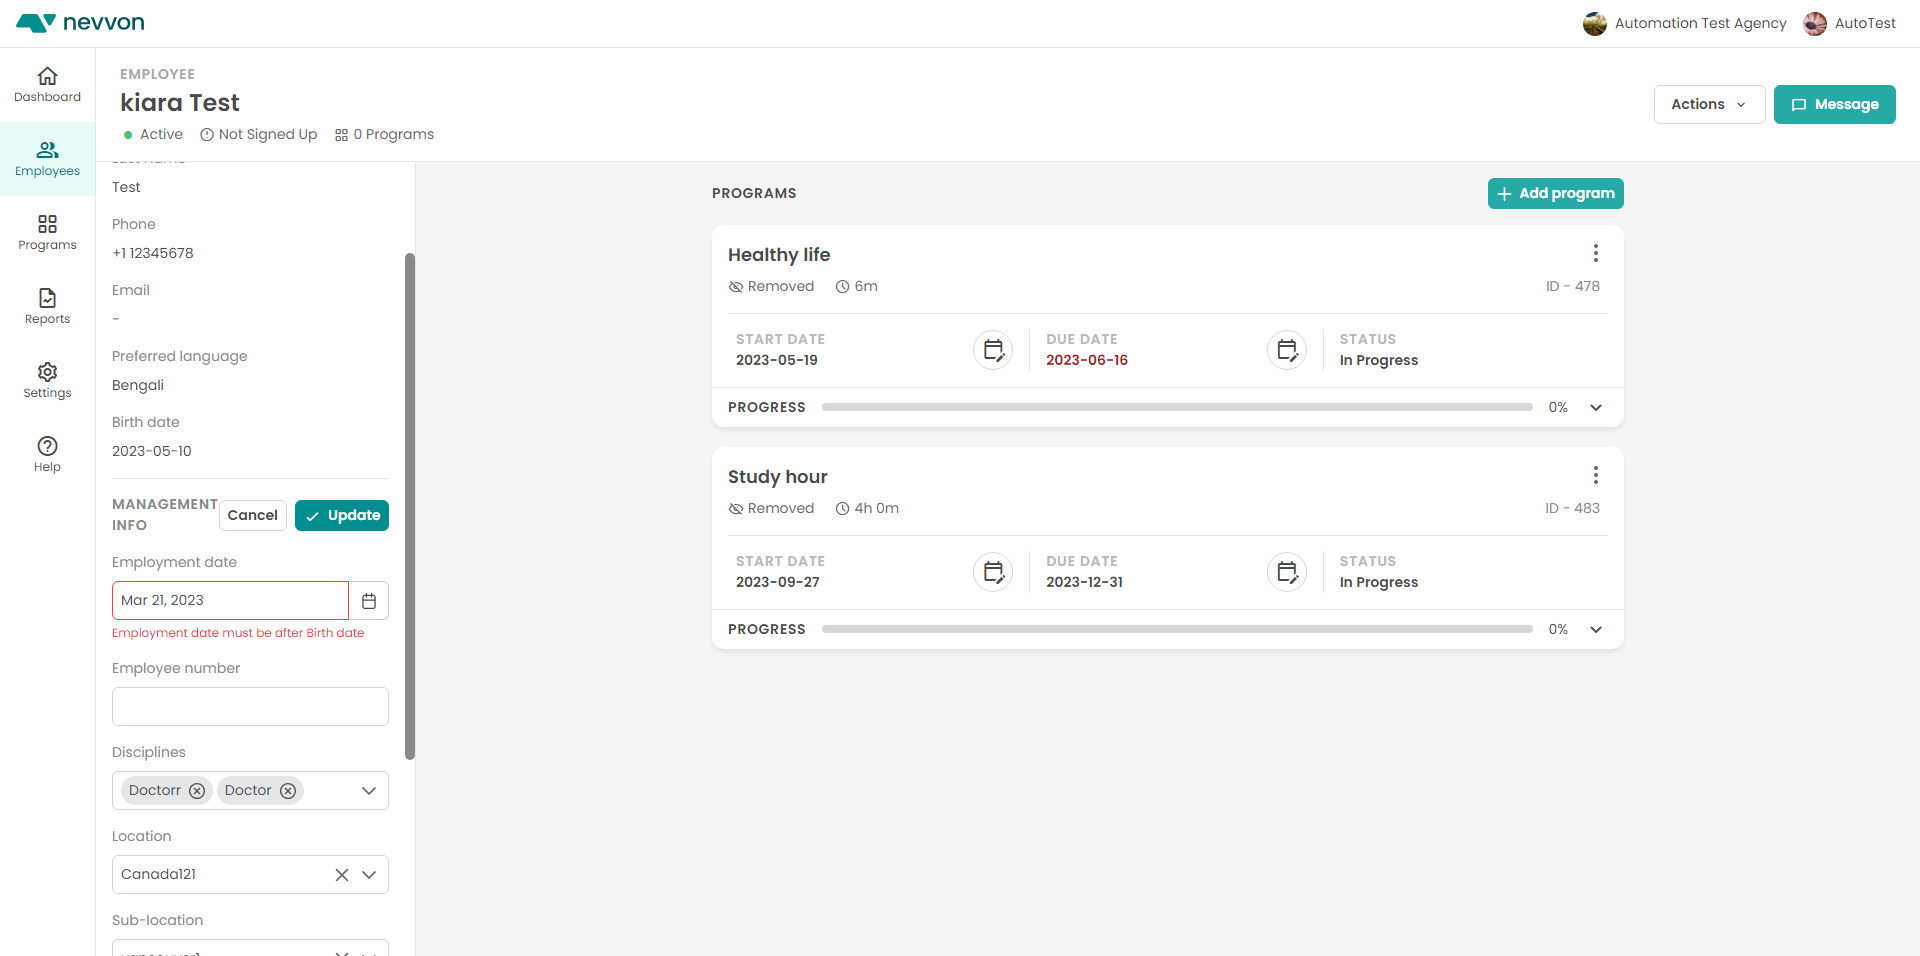 nevvon
Automation Test Agency
AutoTest
Dashboard
Employees
Programs
Reports
Settings
Help
EMPLOYEE
kiara Test
Active
Not Signed Up
0 Programs
Actions
Message
Test
Phone
+1 12345678
Email
-
Preferred language
Bengali
Birth date
2023-05-10
MANAGEMENT
INFO
Cancel
Update
Employment date
Mar 21, 2023
Employment date must be after Birth date
Employee number
Disciplines
Doctorr
Doctor
Location
Canada121
Sub-location
PROGRAMS
Add program
Healthy life
Removed
6m
ID - 478
START DATE
2023-05-19
DUE DATE
2023-06-16
STATUS
In Progress
PROGRESS
0%
Study hour
Removed
4h 0m
ID - 483
START DATE
2023-09-27
DUE DATE
2023-12-31
STATUS
In Progress
PROGRESS
0%